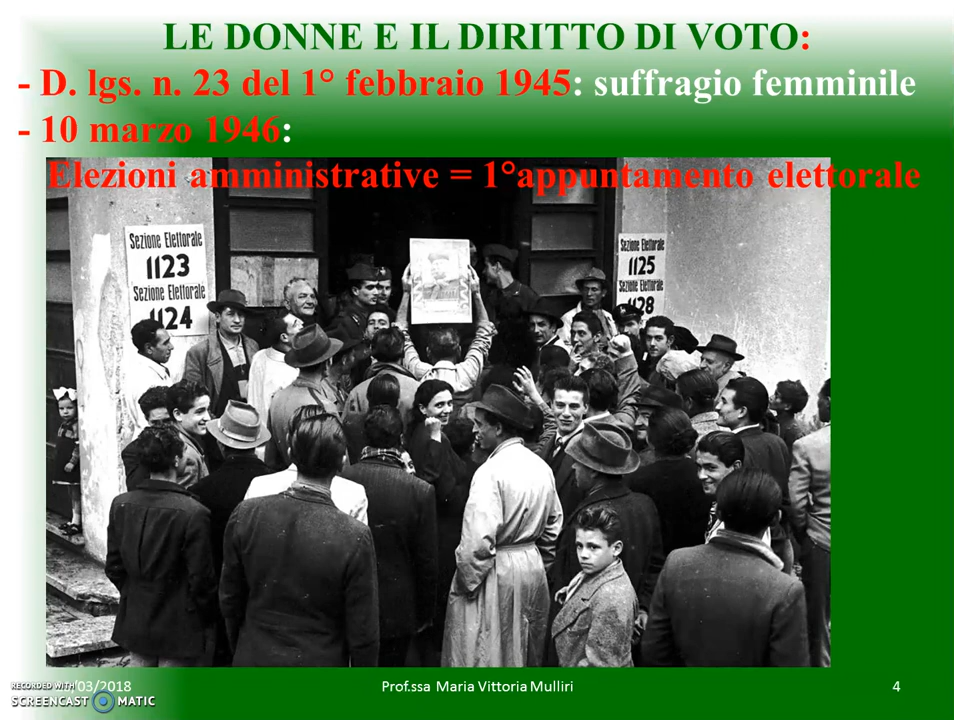 LE DONNE E IL DIRITTO DI VOTO:
- D. lgs. n. 23 del 1° febbraio 1945: suffragio femminile
- 10 marzo 1946:
Elezioni amministrative = 1°appuntamento elettorale
Sezione Elettorale
1123
Sezione Elettorale
1124
Sezione Elettorale
1125
Sezione Elettorale
1128
/03/2018
Prof.ssa Maria Vittoria Mulliri
4
RECORDED WITH
SCREENCAST MATIC